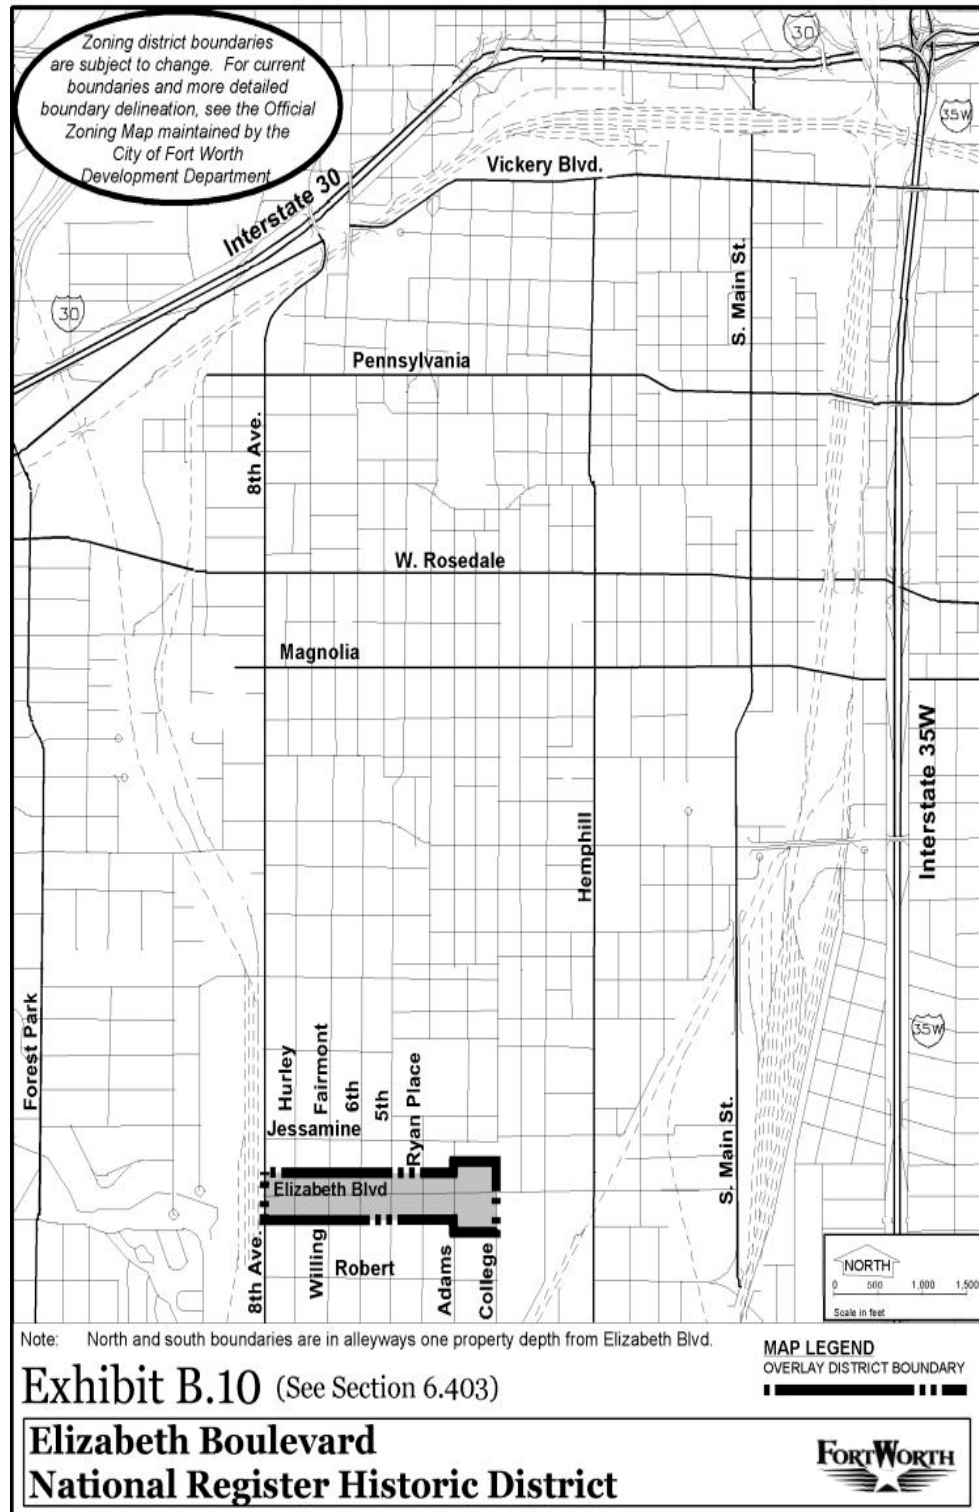 Zoning district boundaries
are subject to change. For current
boundaries and more detailed
boundary delineation, see the Official
Zoning Map maintained by the
City of Fort Worth
Development Department
30
35W
Vickery Blvd.
Interstate 30
30
S. Main St.
Pennsylvania
8th Ave.
W. Rosedale
Magnolia
Interstate 35W
Hemphill
Forest Park
35W
Hurley
Fairmont
6th
5th
Ryan Place
Jessamine
S. Main St.
Elizabeth Blvd
8th Ave.
Willing
Robert
Adams
College
NORTH
0 500 1,000 1,500
Scale in feet
Note: North and south boundaries are in alleyways one property depth from Elizabeth Blvd.
MAP LEGEND
OVERLAY DISTRICT BOUNDARY
Exhibit B.10 (See Section 6.403)
Elizabeth Boulevard
National Register Historic District
FORT WORTH